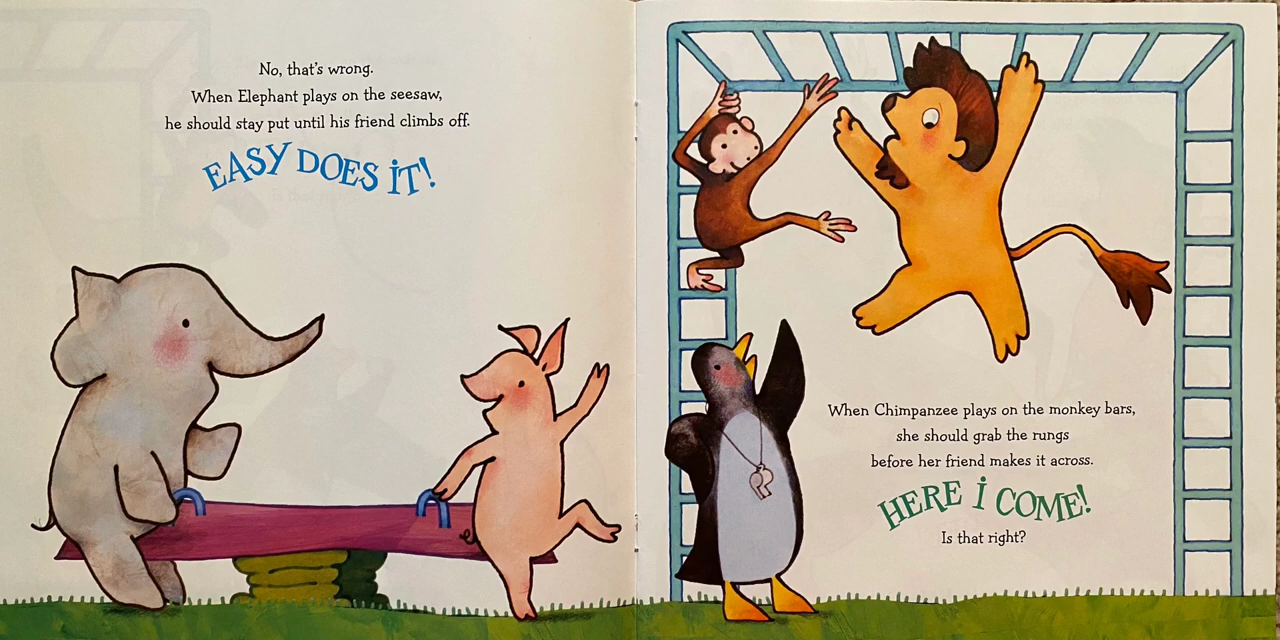 No, that's wrong.
When Elephant plays on the seesaw,
he should stay put until his friend climbs off.
EASY DOES iT!
When Chimpanzee plays on the monkey bars,
she should grab the rungs
before her friend makes it across.
HERE i COME!
Is that right?